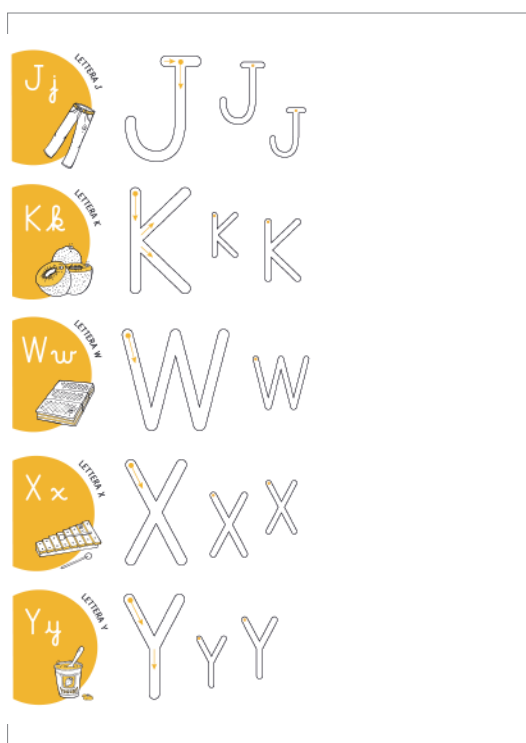 J j
LETTERA J
J J J
K k
LETTERA K
K K K
W w
LETTERA W
W W
X x
LETTERA X
X X X
Y y
LETTERA Y
Y Y Y